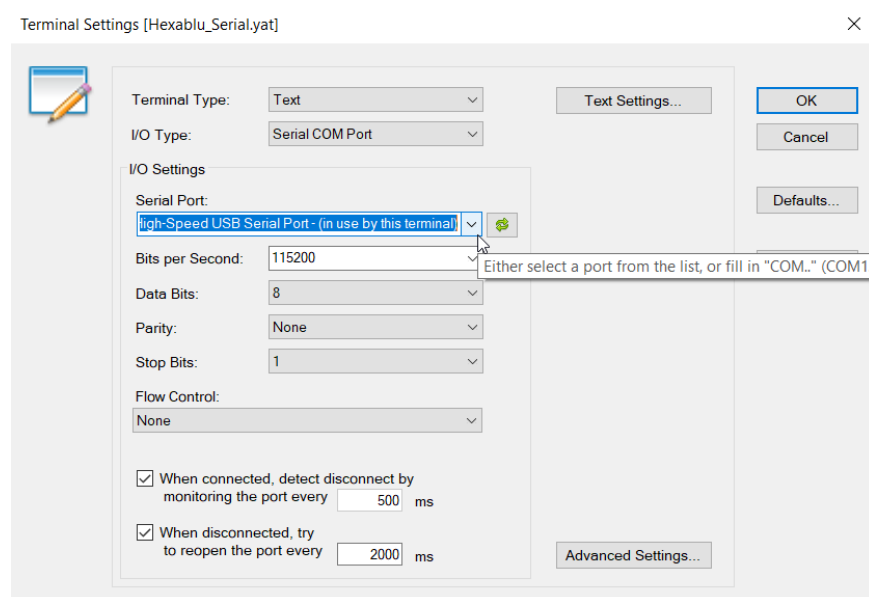 Terminal Settings [Hexablu_Serial.yat]
Terminal Type: Text Text Settings... OK
I/O Type: Serial COM Port Cancel
I/O Settings
Serial Port: Defaults...
High-Speed USB Serial Port - (in use by this terminal)
Bits per Second: 115200
Either select a port from the list, or fill in "COM.." (COM1
Data Bits: 8
Parity: None
Stop Bits: 1
Flow Control:
None
When connected, detect disconnect by
monitoring the port every 500 ms
When disconnected, try
to reopen the port every 2000 ms
Advanced Settings...